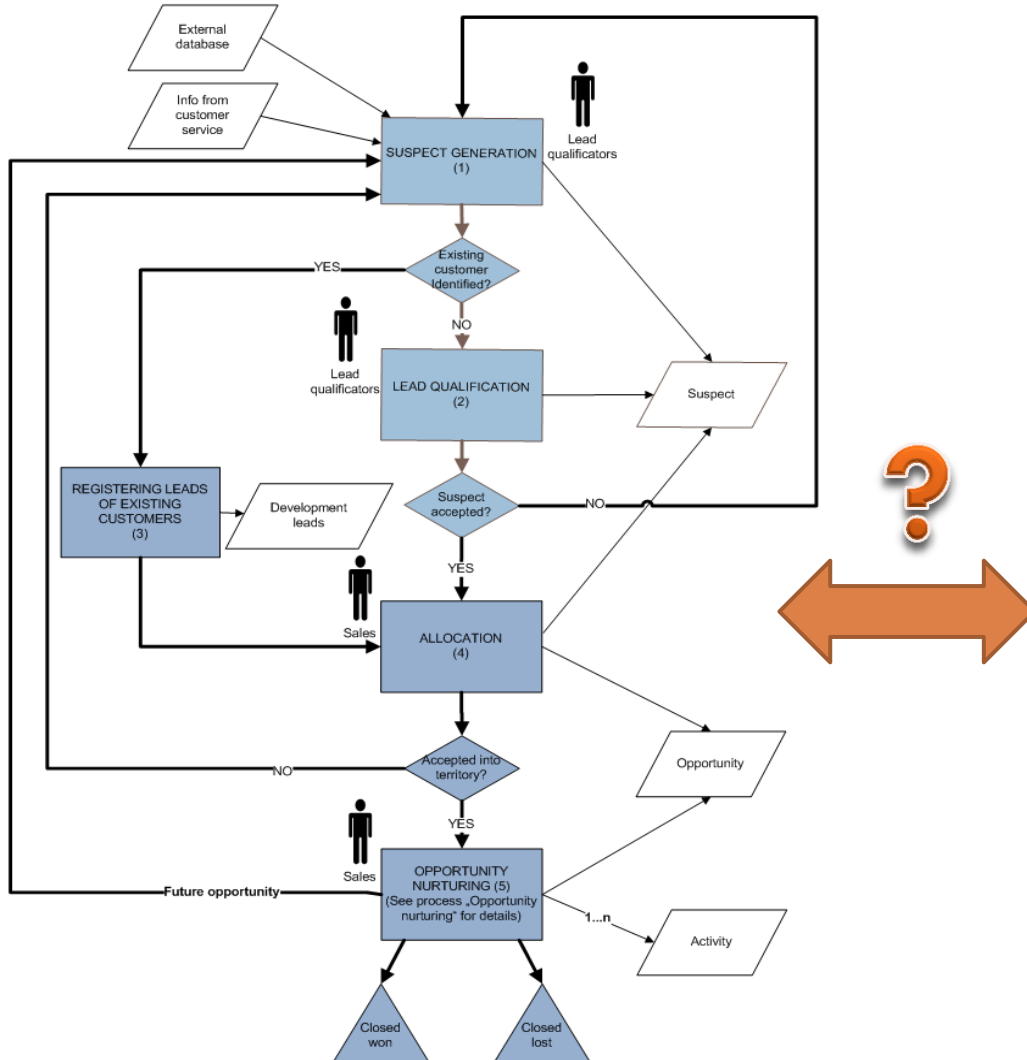 External
database
Info from
customer
service
Lead
qualificators
SUSPECT GENERATION
(1)
Existing
customer
Identified?
YES
NO
Lead
qualificators
LEAD QUALIFICATION
(2)
Suspect
REGISTERING LEADS
OF EXISTING
CUSTOMERS
(3)
Development
leads
Suspect
accepted?
NO
?
YES
Sales
ALLOCATION
(4)
Accepted into
territory?
NO
Opportunity
YES
Sales
OPPORTUNITY
NURTURING (5)
(See process „Opportunity
nurturing“ for details)
Future opportunity
1...n
Activity
Closed
won
Closed
lost